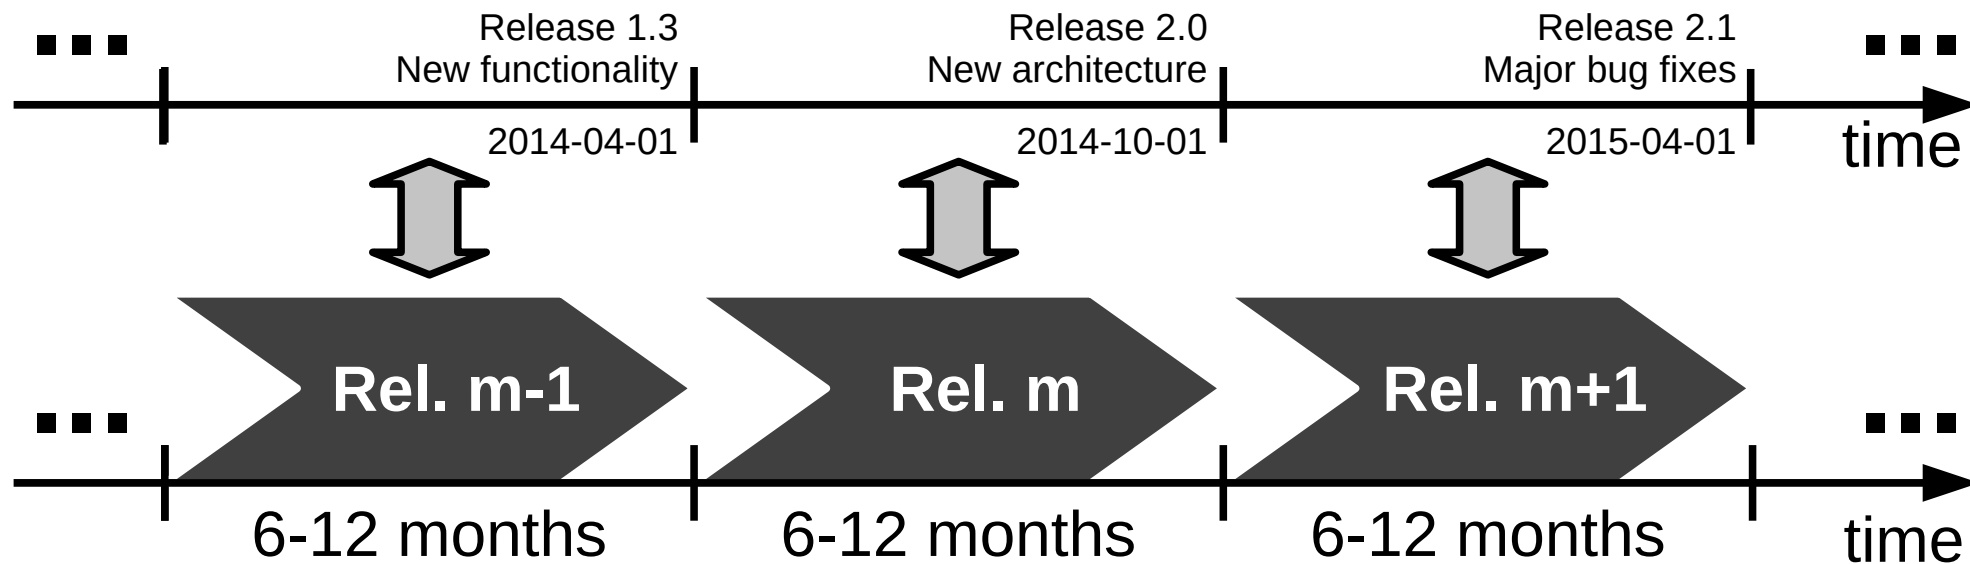 Release 1.3
New functionality
2014-04-01
Release 2.0
New architecture
2014-10-01
Release 2.1
Major bug fixes
2015-04-01
time
Rel. m-1
Rel. m
Rel. m+1
6-12 months
6-12 months
6-12 months
time